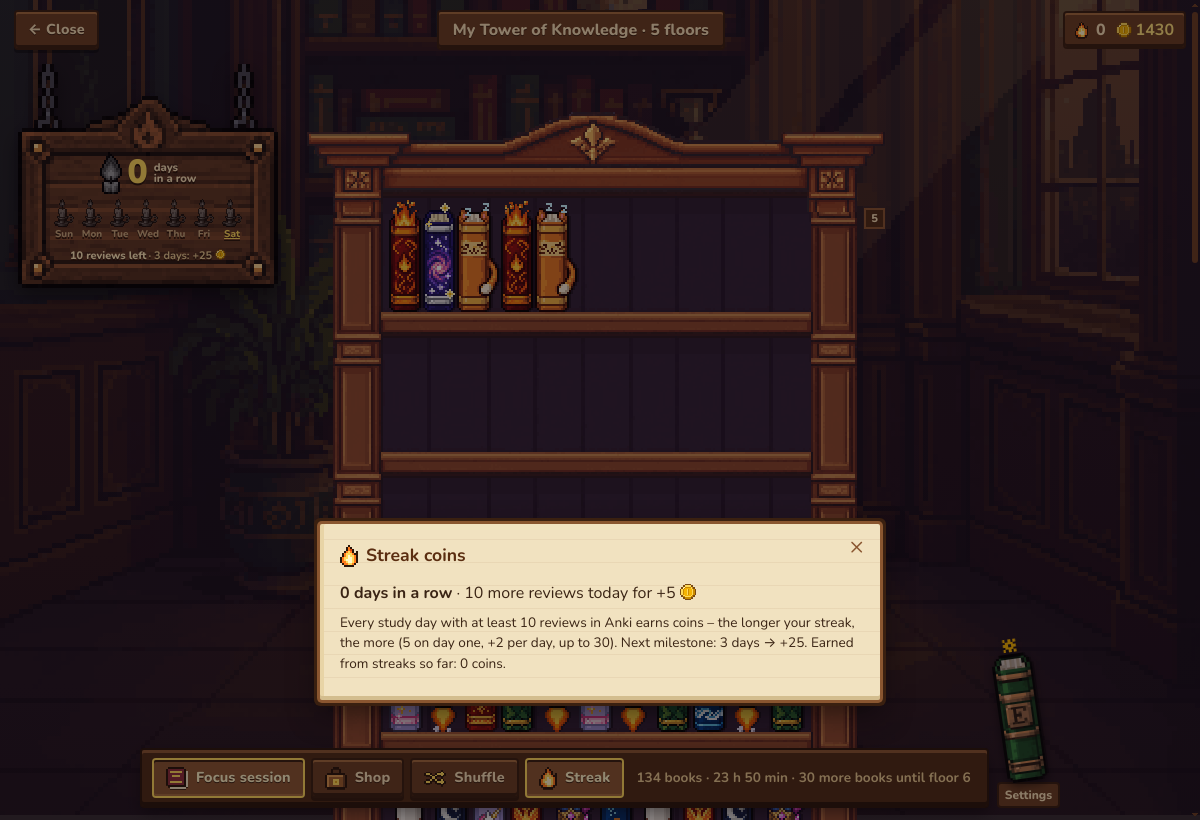 ← Close
My Tower of Knowledge · 5 floors
0 1430
0 days in a row
Sun Mon Tue Wed Thu Fri Sat
10 reviews left · 3 days: +25
5
Streak coins
0 days in a row · 10 more reviews today for +5
Every study day with at least 10 reviews in Anki earns coins – the longer your streak,
the more (5 on day one, +2 per day, up to 30). Next milestone: 3 days → +25. Earned
from streaks so far: 0 coins.
E
Focus session
Shop
Shuffle
Streak
134 books · 23 h 50 min · 30 more books until floor 6
Settings